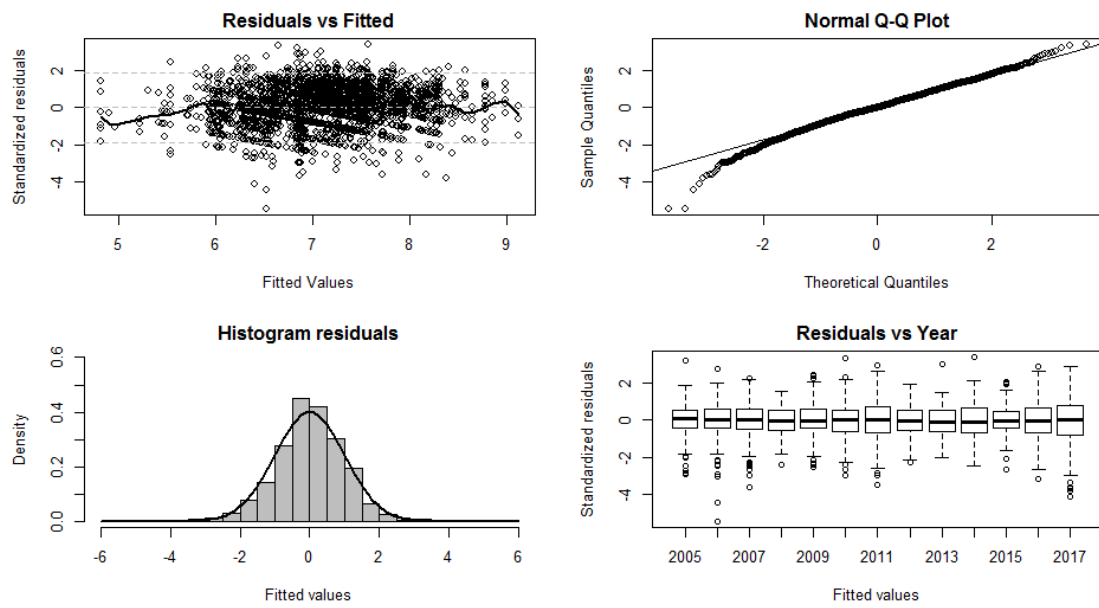 Residuals vs Fitted
Standardized residuals
2
0
-2
-4
5 6 7 8 9
Fitted Values
Normal Q-Q Plot
Sample Quantiles
2
0
-2
-4
-2 0 2
Theoretical Quantiles
Histogram residuals
Density
0.6
0.4
0.2
0.0
-6 -4 -2 0 2 4 6
Fitted values
Residuals vs Year
Standardized residuals
2
0
-2
-4
2005 2007 2009 2011 2013 2015 2017
Fitted values